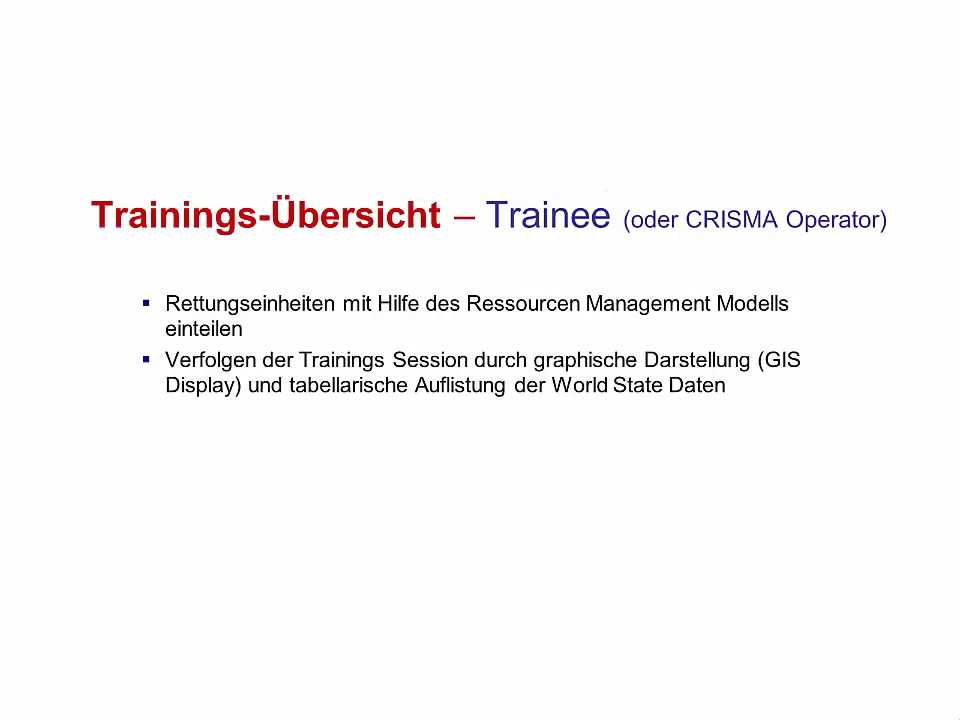 Trainings-Übersicht – Trainee (oder CRISMA Operator)
▪ Rettungseinheiten mit Hilfe des Ressourcen Management Modells
einteilen
▪ Verfolgen der Trainings Session durch graphische Darstellung (GIS
Display) und tabellarische Auflistung der World State Daten